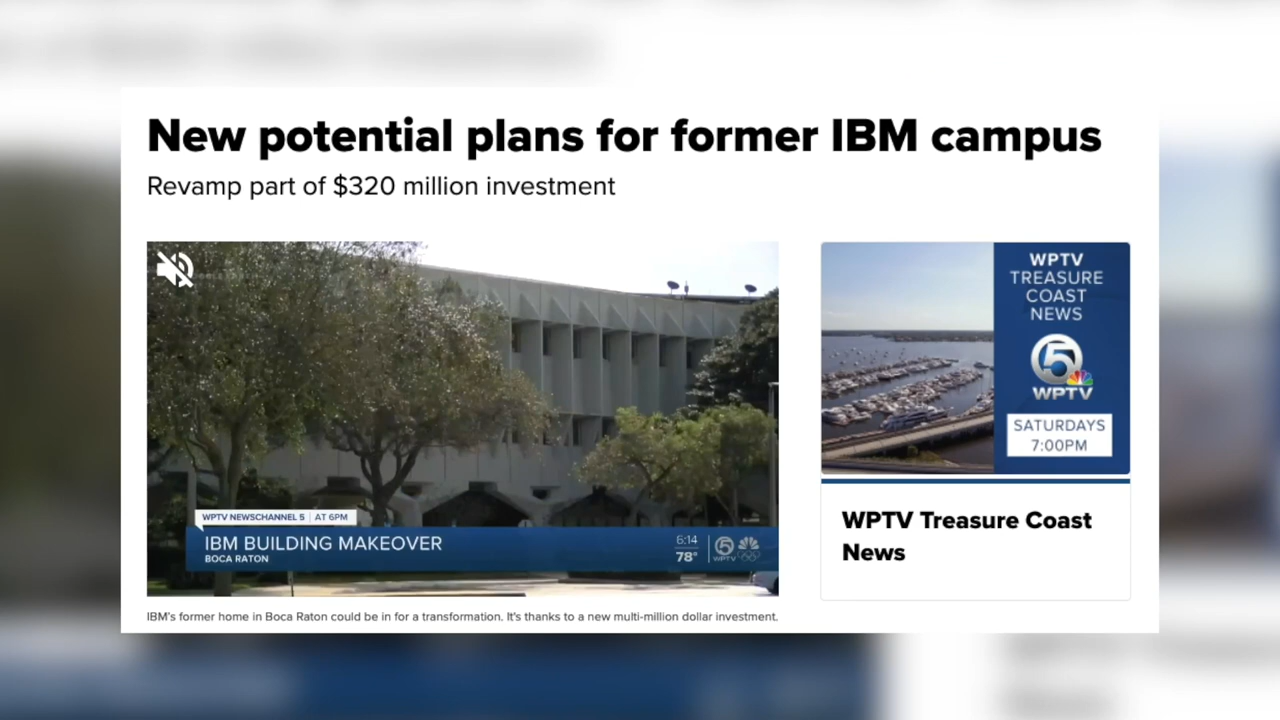 New potential plans for former IBM campus
Revamp part of $320 million investment
WPTV NEWSCHANNEL 5 | AT 6PM
IBM BUILDING MAKEOVER
BOCA RATON
6:14
78°
5
WPTV
IBM's former home in Boca Raton could be in for a transformation. It's thanks to a new multi-million dollar investment.
WPTV
TREASURE
COAST
NEWS
5
WPTV
SATURDAYS
7:00PM
WPTV Treasure Coast
News